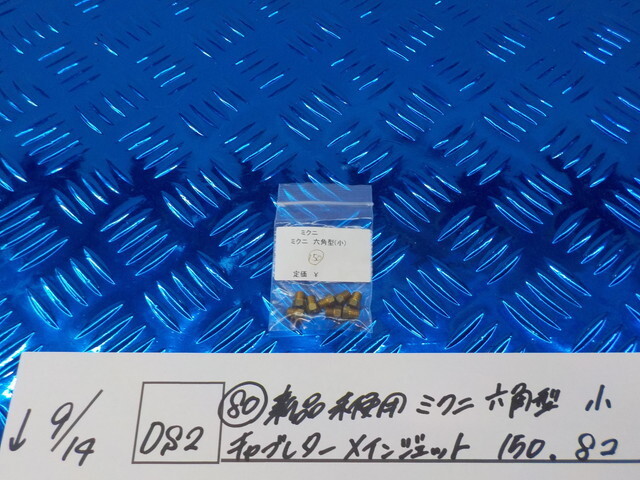 ミクニ
ミクニ 六角型(小)
150
定価 ¥
↓ 9/14 DS2 80 新品未使用 ミクニ 六角型 小
キャブレター メインジェット 150. 8コ